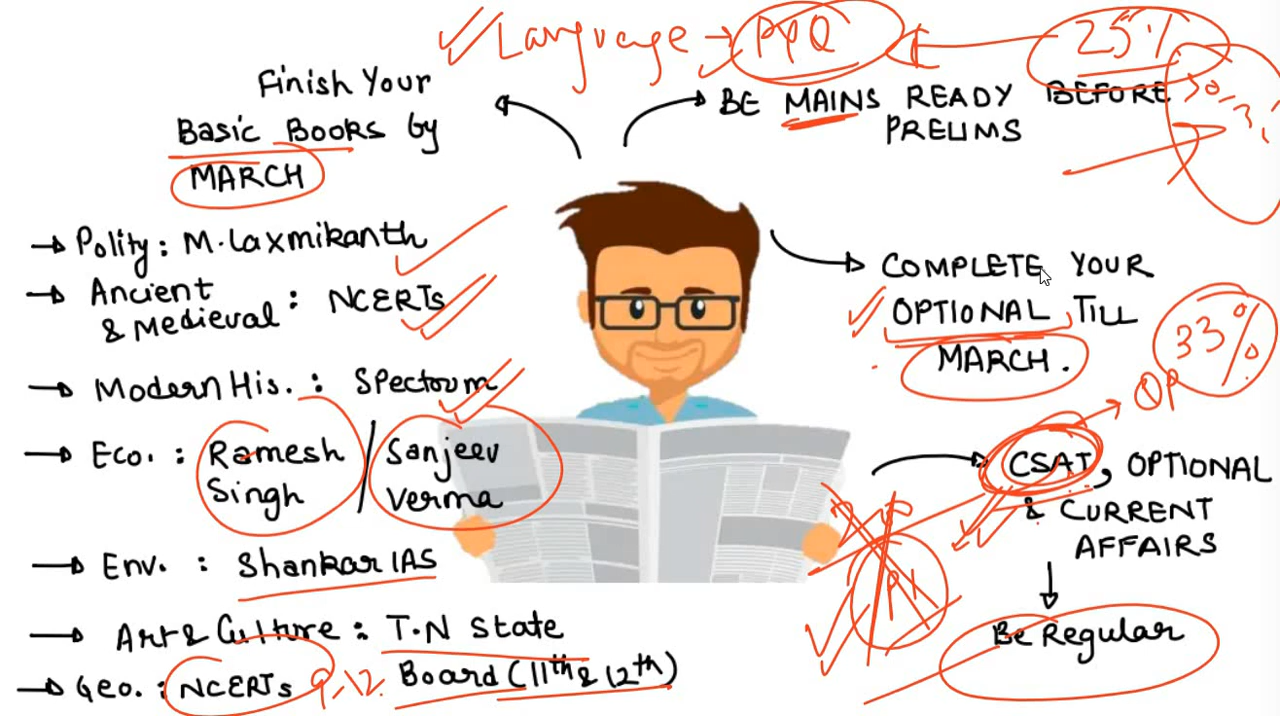 Language → PYQ
25%
30
Finish Your
Basic Books by
MARCH
BE MAINS READY BEFORE
PRELIMS
→ Polity: M. Laxmikanth
→ Ancient
& Medieval : NCERTs
→ Modern His. : Spectrum
→ Eco. : Ramesh
Singh / Sanjeev
Verma
→ Env. : Shankar IAS
→ Art & Culture : T.N State
Board (11th & 12th)
→ Geo. : NCERTs 9-12
COMPLETE YOUR
OPTIONAL TILL
MARCH.
33%
OP
CSAT, OPTIONAL
& CURRENT
AFFAIRS
Be Regular